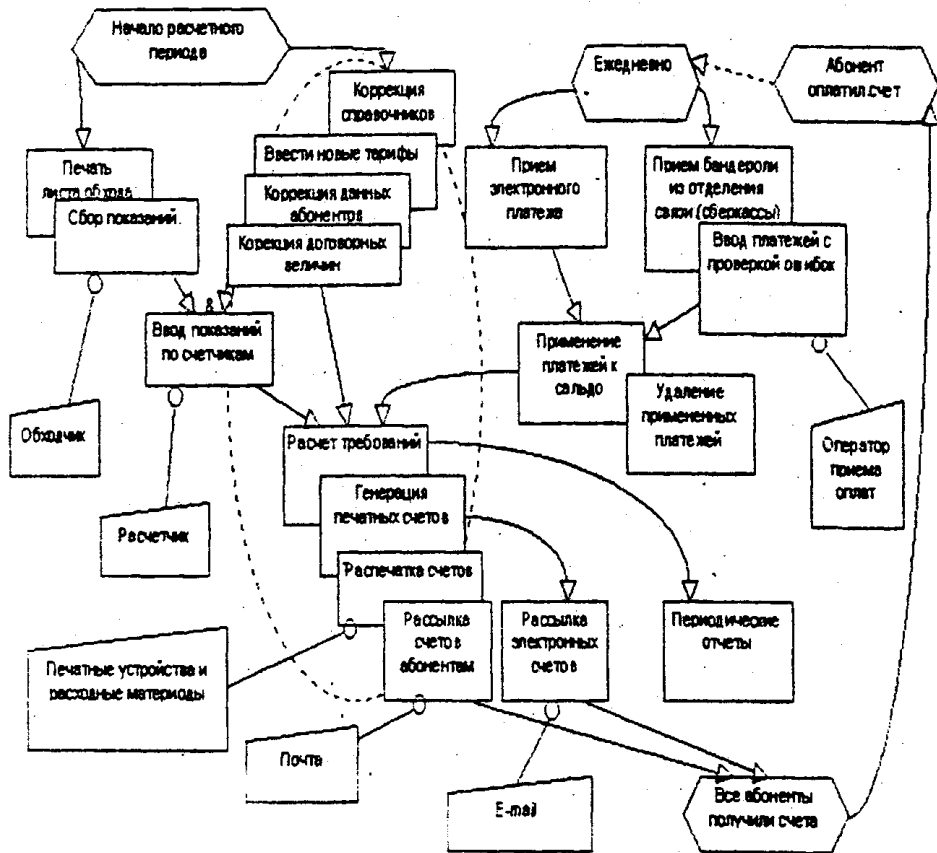 Начало расчетного
периода
Коррекция
справочников
Ежедневно
Абонент
оплатил счет
Печать
листа обхода
Сбор показаний.
Ввести новые тарифы
Коррекция данных
абонентов
Корекция договорных
величин
Прием
электронного
платежа
Прием бандероли
из отделения
связи (сберкассы)
Ввод платежей с
проверкой ошибок
&
Ввод показаний
по счетчикам
Применение
платежей к
сальдо
Удаление
примененных
платежей
Обходчик
Расчет требований
Оператор
приема
оплат
Генерация
печатных счетов
Расчетчик
Распечатка счетов
Рассылка
счетов
абонентам
Рассылка
электронных
счетов
Периодические
отчеты
Печатные устройства и
расходные материоды
Почта
E-mail
Все абоненты
получили счета